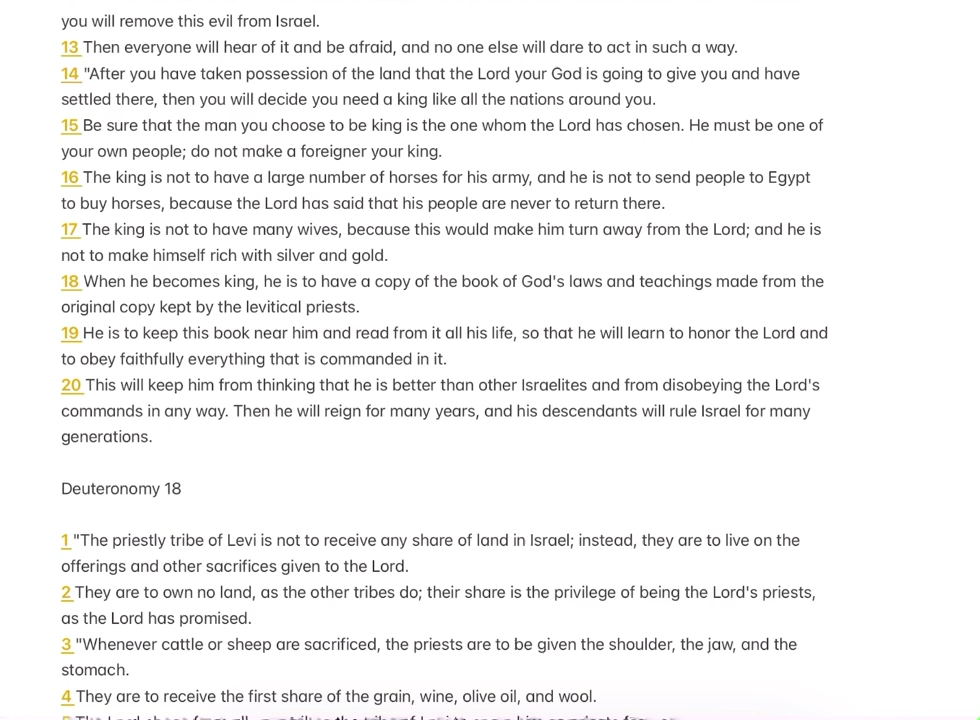 you will remove this evil from Israel.
13 Then everyone will hear of it and be afraid, and no one else will dare to act in such a way.
14 "After you have taken possession of the land that the Lord your God is going to give you and have
settled there, then you will decide you need a king like all the nations around you.
15 Be sure that the man you choose to be king is the one whom the Lord has chosen. He must be one of
your own people; do not make a foreigner your king.
16 The king is not to have a large number of horses for his army, and he is not to send people to Egypt
to buy horses, because the Lord has said that his people are never to return there.
17 The king is not to have many wives, because this would make him turn away from the Lord; and he is
not to make himself rich with silver and gold.
18 When he becomes king, he is to have a copy of the book of God's laws and teachings made from the
original copy kept by the levitical priests.
19 He is to keep this book near him and read from it all his life, so that he will learn to honor the Lord and
to obey faithfully everything that is commanded in it.
20 This will keep him from thinking that he is better than other Israelites and from disobeying the Lord's
commands in any way. Then he will reign for many years, and his descendants will rule Israel for many
generations.
Deuteronomy 18
1 "The priestly tribe of Levi is not to receive any share of land in Israel; instead, they are to live on the
offerings and other sacrifices given to the Lord.
2 They are to own no land, as the other tribes do; their share is the privilege of being the Lord's priests,
as the Lord has promised.
3 "Whenever cattle or sheep are sacrificed, the priests are to be given the shoulder, the jaw, and the
stomach.
4 They are to receive the first share of the grain, wine, olive oil, and wool.